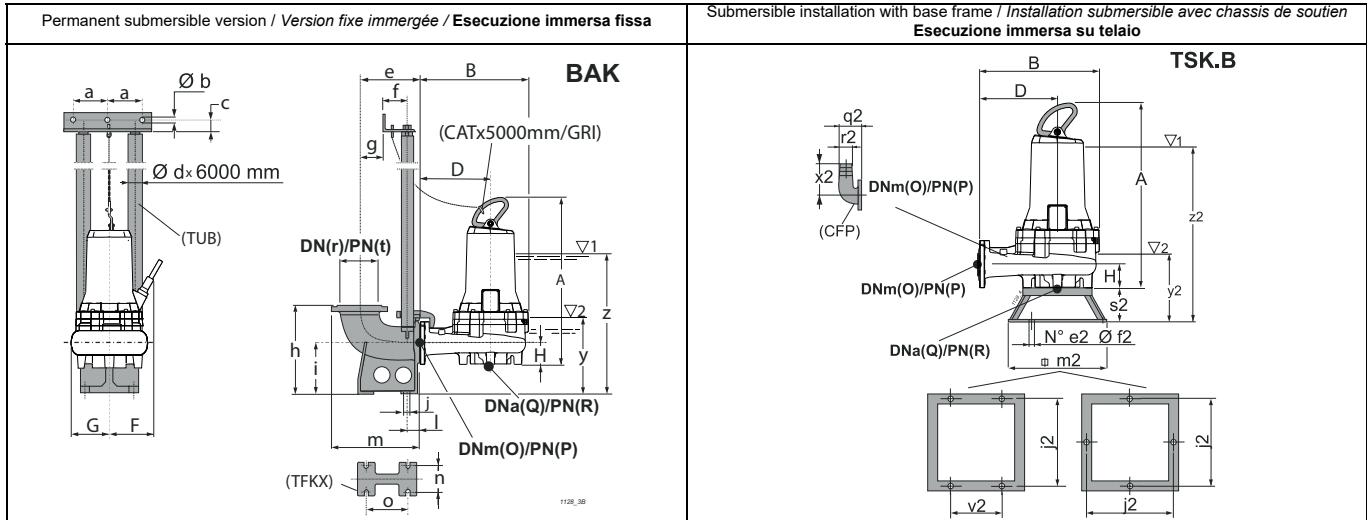 Permanent submersible version / Version fixe immergée / Esecuzione immersa fissa
BAK
e
B
f
a
a
Ø b
c
(CATx5000mm/GRI)
g
D
Ø d x 6000 mm
(TUB)
DN(r)/PN(t)
▽1
A
▽2
z
h
i
H
y
j
l
DNa(Q)/PN(R)
G
F
m
DNm(O)/PN(P)
(TFKX)
n
o
1128_3B
Submersible installation with base frame / Installation submersible avec chassis de soutien
Esecuzione immersa su telaio
TSK.B
B
D
q2
r2
▽1
x2
DNm(O)/PN(P)
A
(CFP)
z2
▽2
H
DNm(O)/PN(P)
y2
s2
N° e2 Ø f2
DNa(Q)/PN(R)
m2
j2
j2
v2
j2